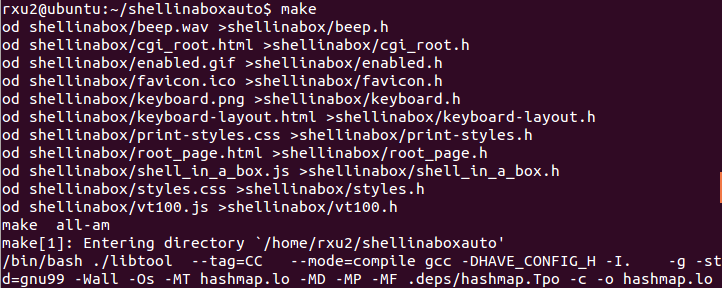 rxu2@ubuntu:~/shellinaboxauto$ make
od shellinabox/beep.wav >shellinabox/beep.h
od shellinabox/cgi_root.html >shellinabox/cgi_root.h
od shellinabox/enabled.gif >shellinabox/enabled.h
od shellinabox/favicon.ico >shellinabox/favicon.h
od shellinabox/keyboard.png >shellinabox/keyboard.h
od shellinabox/keyboard-layout.html >shellinabox/keyboard-layout.h
od shellinabox/print-styles.css >shellinabox/print-styles.h
od shellinabox/root_page.html >shellinabox/root_page.h
od shellinabox/shell_in_a_box.js >shellinabox/shell_in_a_box.h
od shellinabox/styles.css >shellinabox/styles.h
od shellinabox/vt100.js >shellinabox/vt100.h
make  all-am
make[1]: Entering directory `/home/rxu2/shellinaboxauto'
/bin/bash ./libtool  --tag=CC   --mode=compile gcc -DHAVE_CONFIG_H -I.    -g -st
d=gnu99 -Wall -Os -MT hashmap.lo -MD -MP -MF .deps/hashmap.Tpo -c -o hashmap.lo